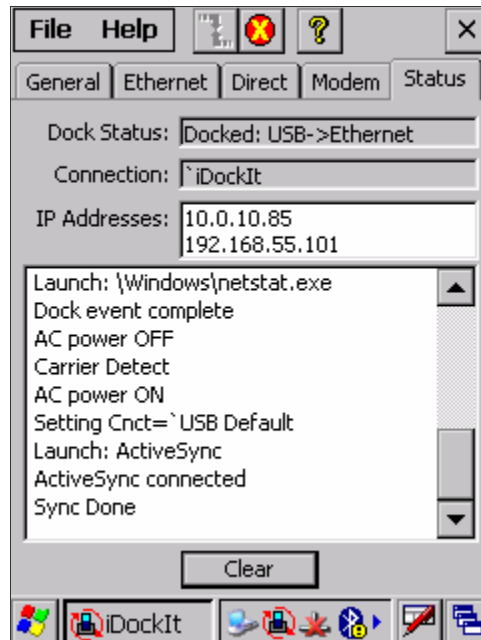 File Help ?
General Ethernet Direct Modem Status
Dock Status: Docked: USB->Ethernet
Connection: `iDockIt
IP Addresses: 10.0.10.85
192.168.55.101
Launch: \Windows\netstat.exe
Dock event complete
AC power OFF
Carrier Detect
AC power ON
Setting Cnct=`USB Default
Launch: ActiveSync
ActiveSync connected
Sync Done
Clear
iDockIt